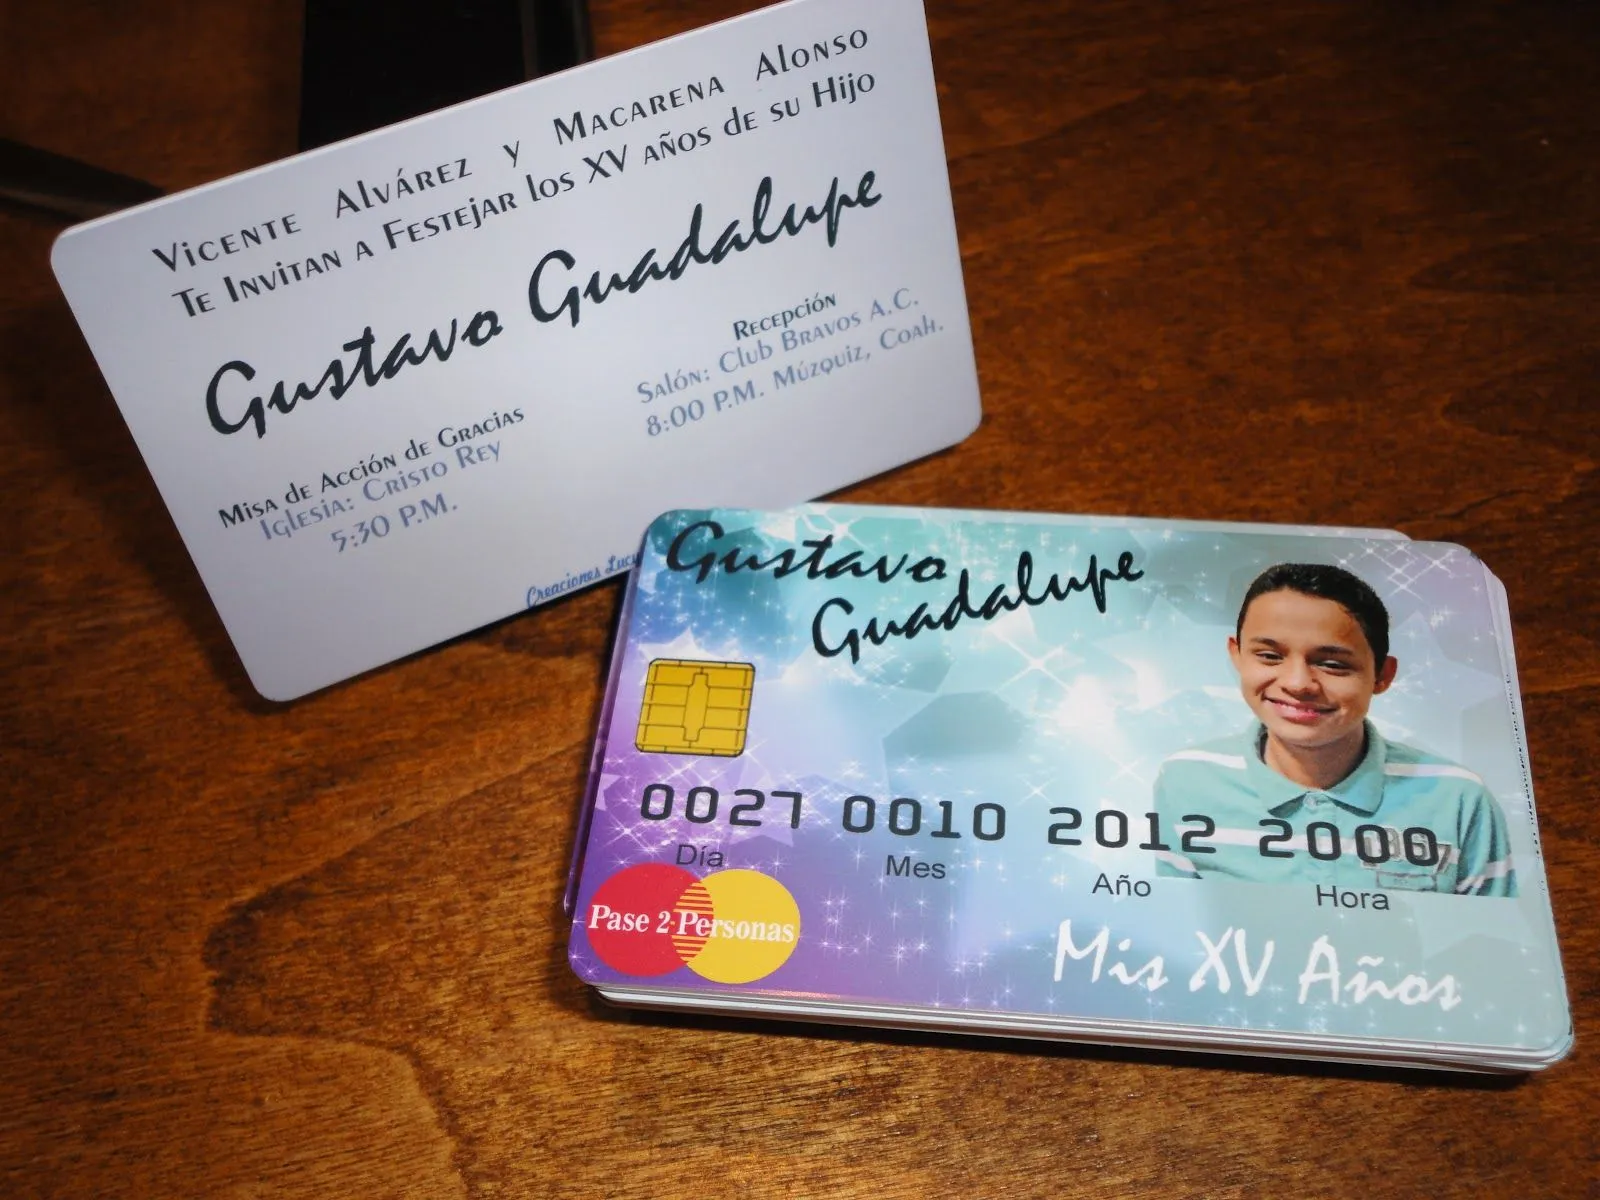 Vicente Alvárez y Macarena Alonso
Te Invitan a Festejar los XV años de su Hijo
Gustavo Guadalupe
Misa de Acción de Gracias
Iglesia: Cristo Rey
5:30 P.M.
Recepción
Salón: Club Bravos A.C.
8:00 P.M. Múzquiz, Coah.
Creaciones Lucy
Gustavo
Guadalupe
0027 0010 2012 2000
Día Mes Año Hora
Pase 2 Personas
Mis XV Años